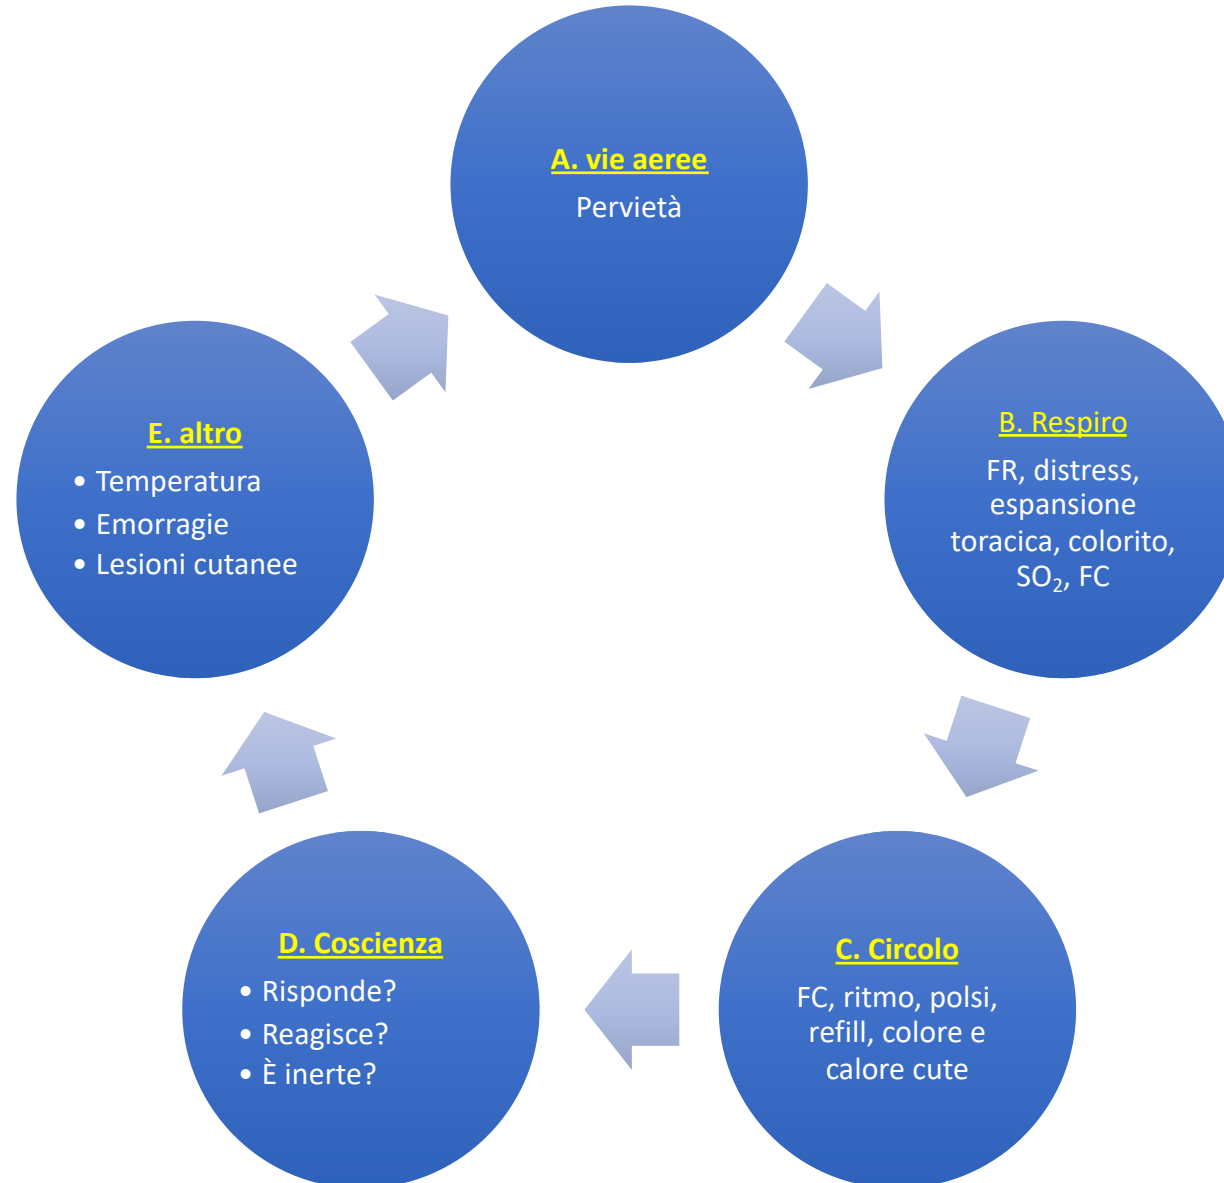 A. vie aeree
Pervietà
B. Respiro
FR, distress,
espansione
toracica, colorito,
SO₂, FC
C. Circolo
FC, ritmo, polsi,
refill, colore e
calore cute
D. Coscienza
• Risponde?
• Reagisce?
• È inerte?
E. altro
• Temperatura
• Emorragie
• Lesioni cutanee